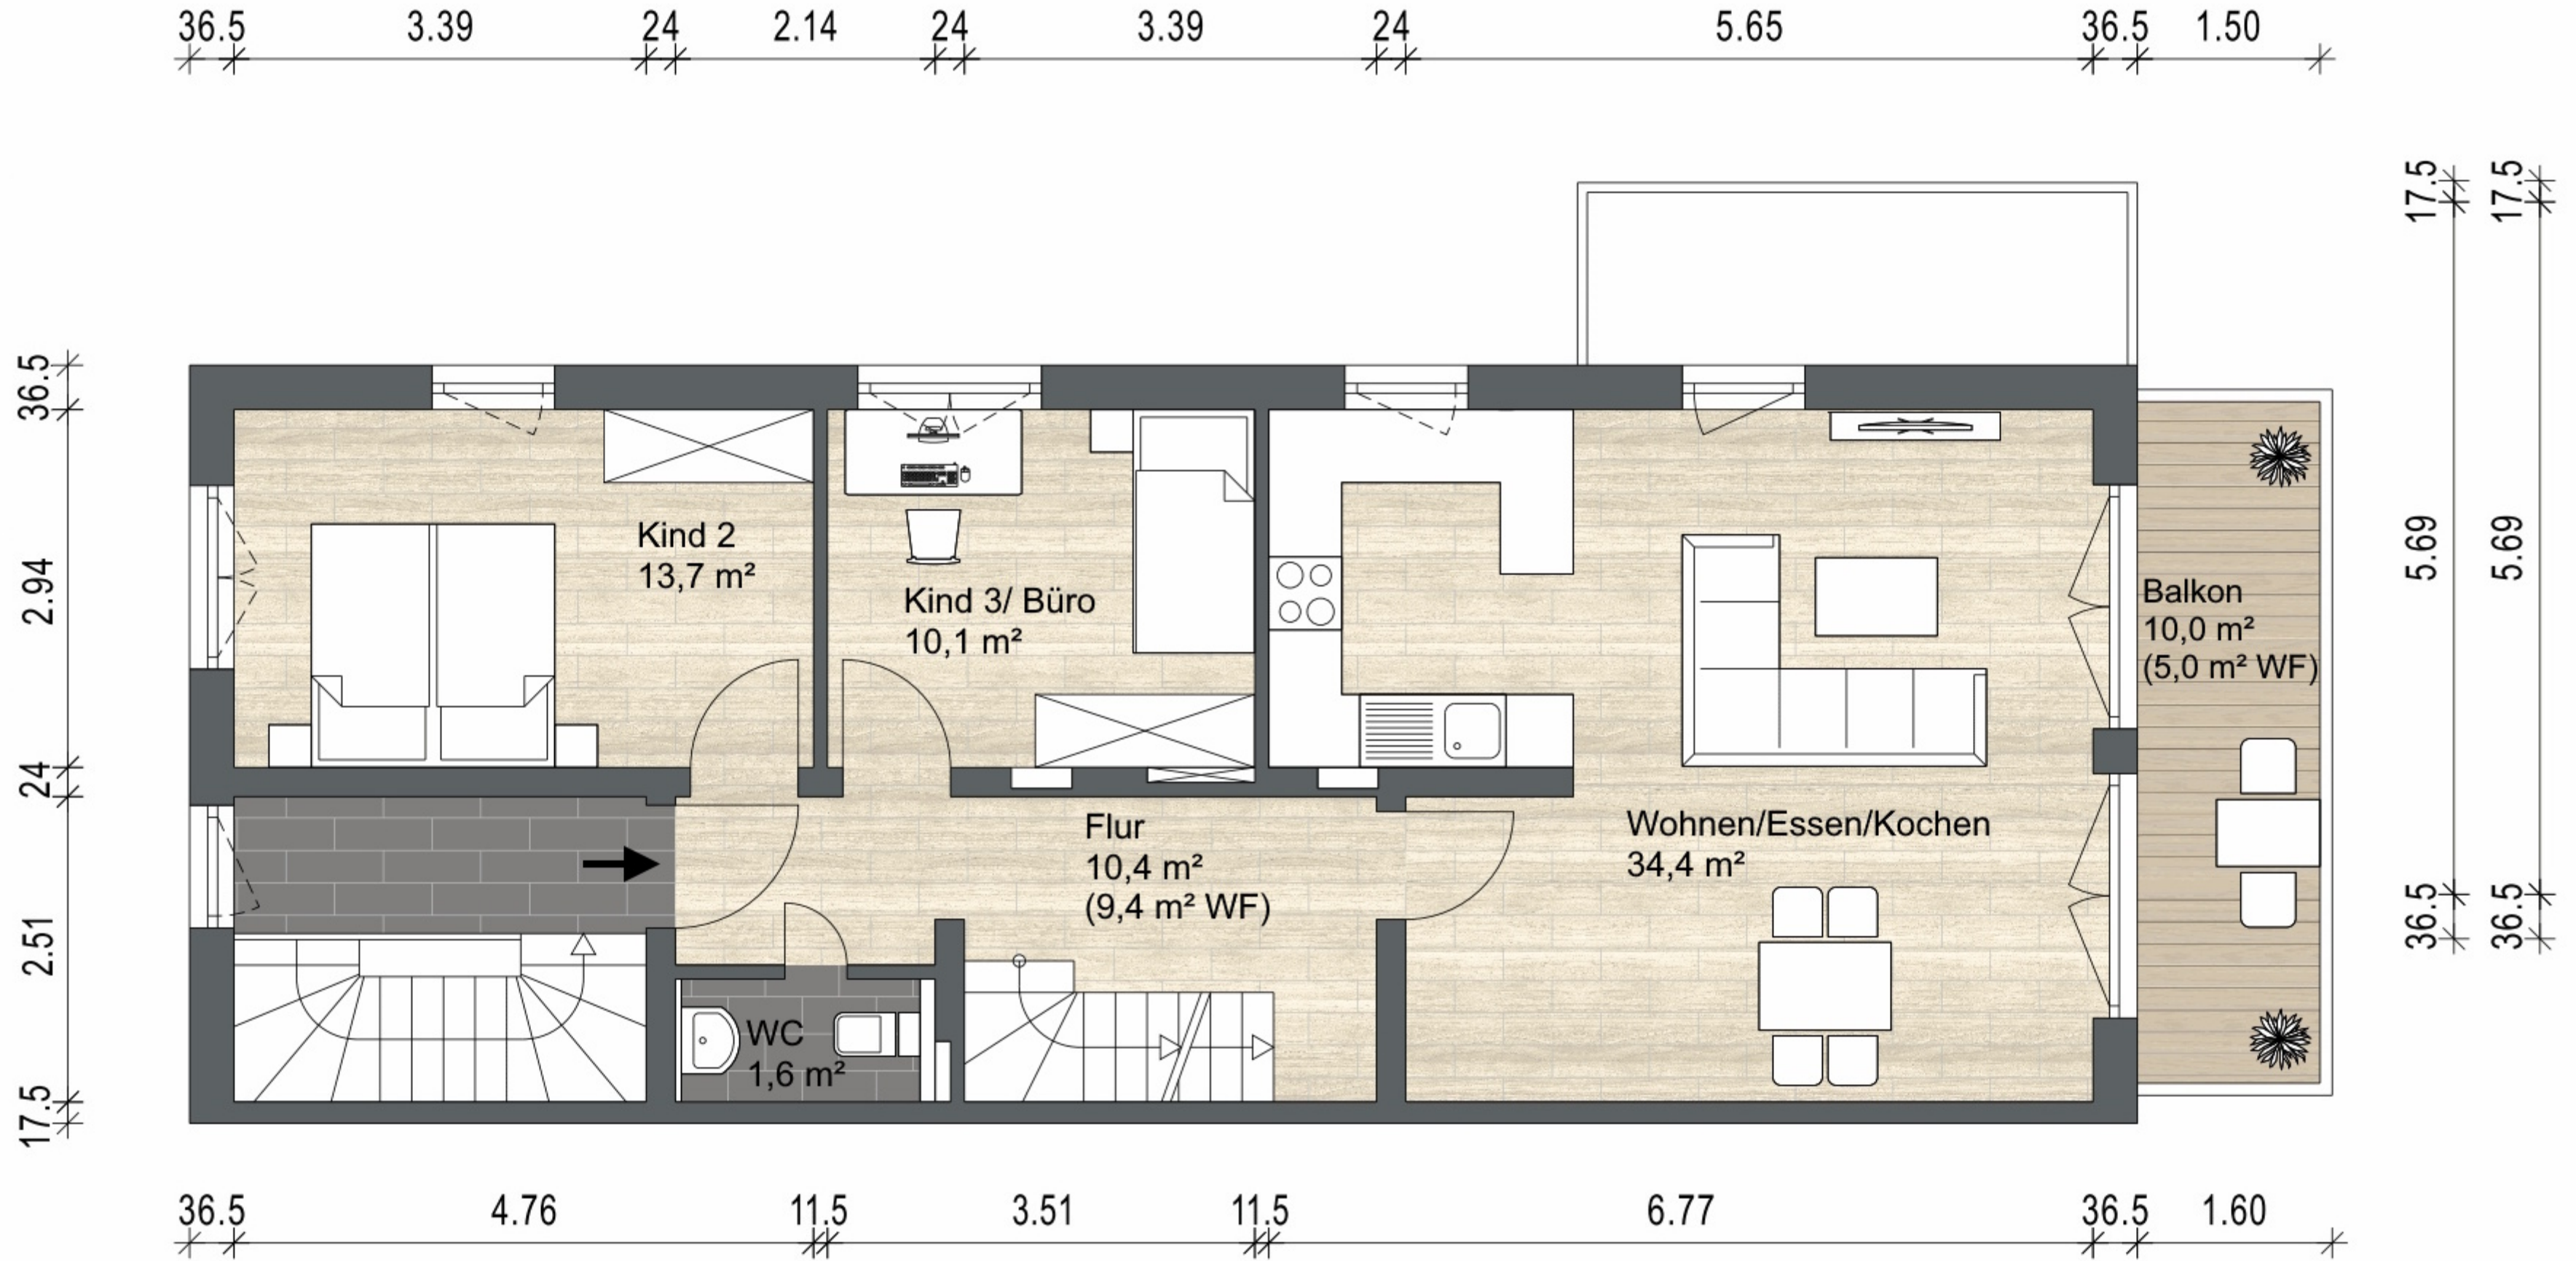 36.5 3.39 24 2.14 24 3.39 24 5.65 36.5 1.50
17.5 17.5
36.5
Kind 2
13,7 m²
Kind 3/ Büro
10,1 m²
2.94
5.69 5.69
Balkon
10,0 m²
(5,0 m² WF)
24
Flur
10,4 m²
(9,4 m² WF)
Wohnen/Essen/Kochen
34,4 m²
2.51
36.5 36.5
WC
1,6 m²
17.5
36.5 4.76 11.5 3.51 11.5 6.77 36.5 1.60